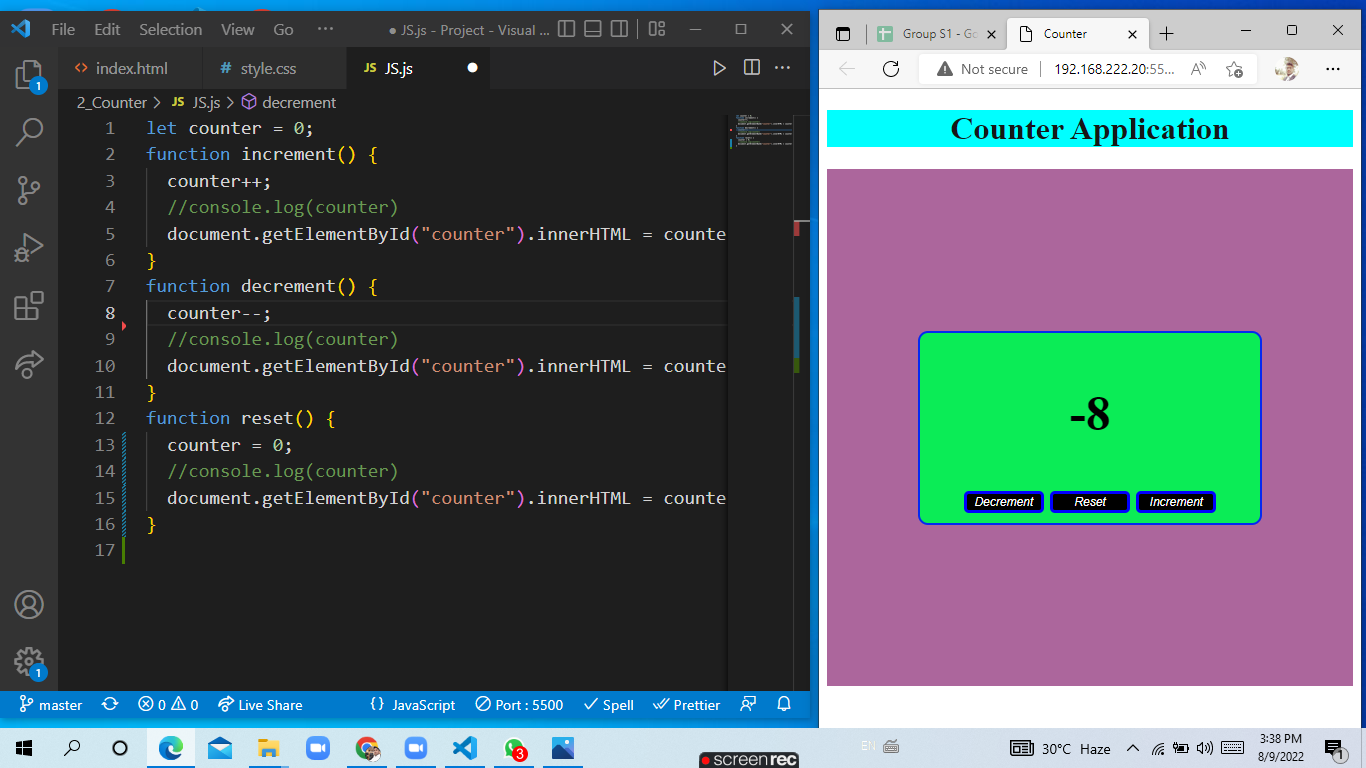 File Edit Selection View Go ··· ● JS.js - Project - Visual ...
index.html # style.css JS JS.js
2_Counter > JS JS.js > decrement
1 let counter = 0;
2 function increment() {
3 counter++;
4 //console.log(counter)
5 document.getElementById("counter").innerHTML = counte
6 }
7 function decrement() {
8 counter--;
9 //console.log(counter)
10 document.getElementById("counter").innerHTML = counte
11 }
12 function reset() {
13 counter = 0;
14 //console.log(counter)
15 document.getElementById("counter").innerHTML = counte
16 }
17
1
1
master 0 0 Live Share {} JavaScript Port : 5500 Spell Prettier
Group S1 - Go Counter
Not secure 192.168.222.20:55...
Counter Application
-8
Decrement Reset Increment
3
screenrec
EN
30°C Haze
3:38 PM
8/9/2022
1